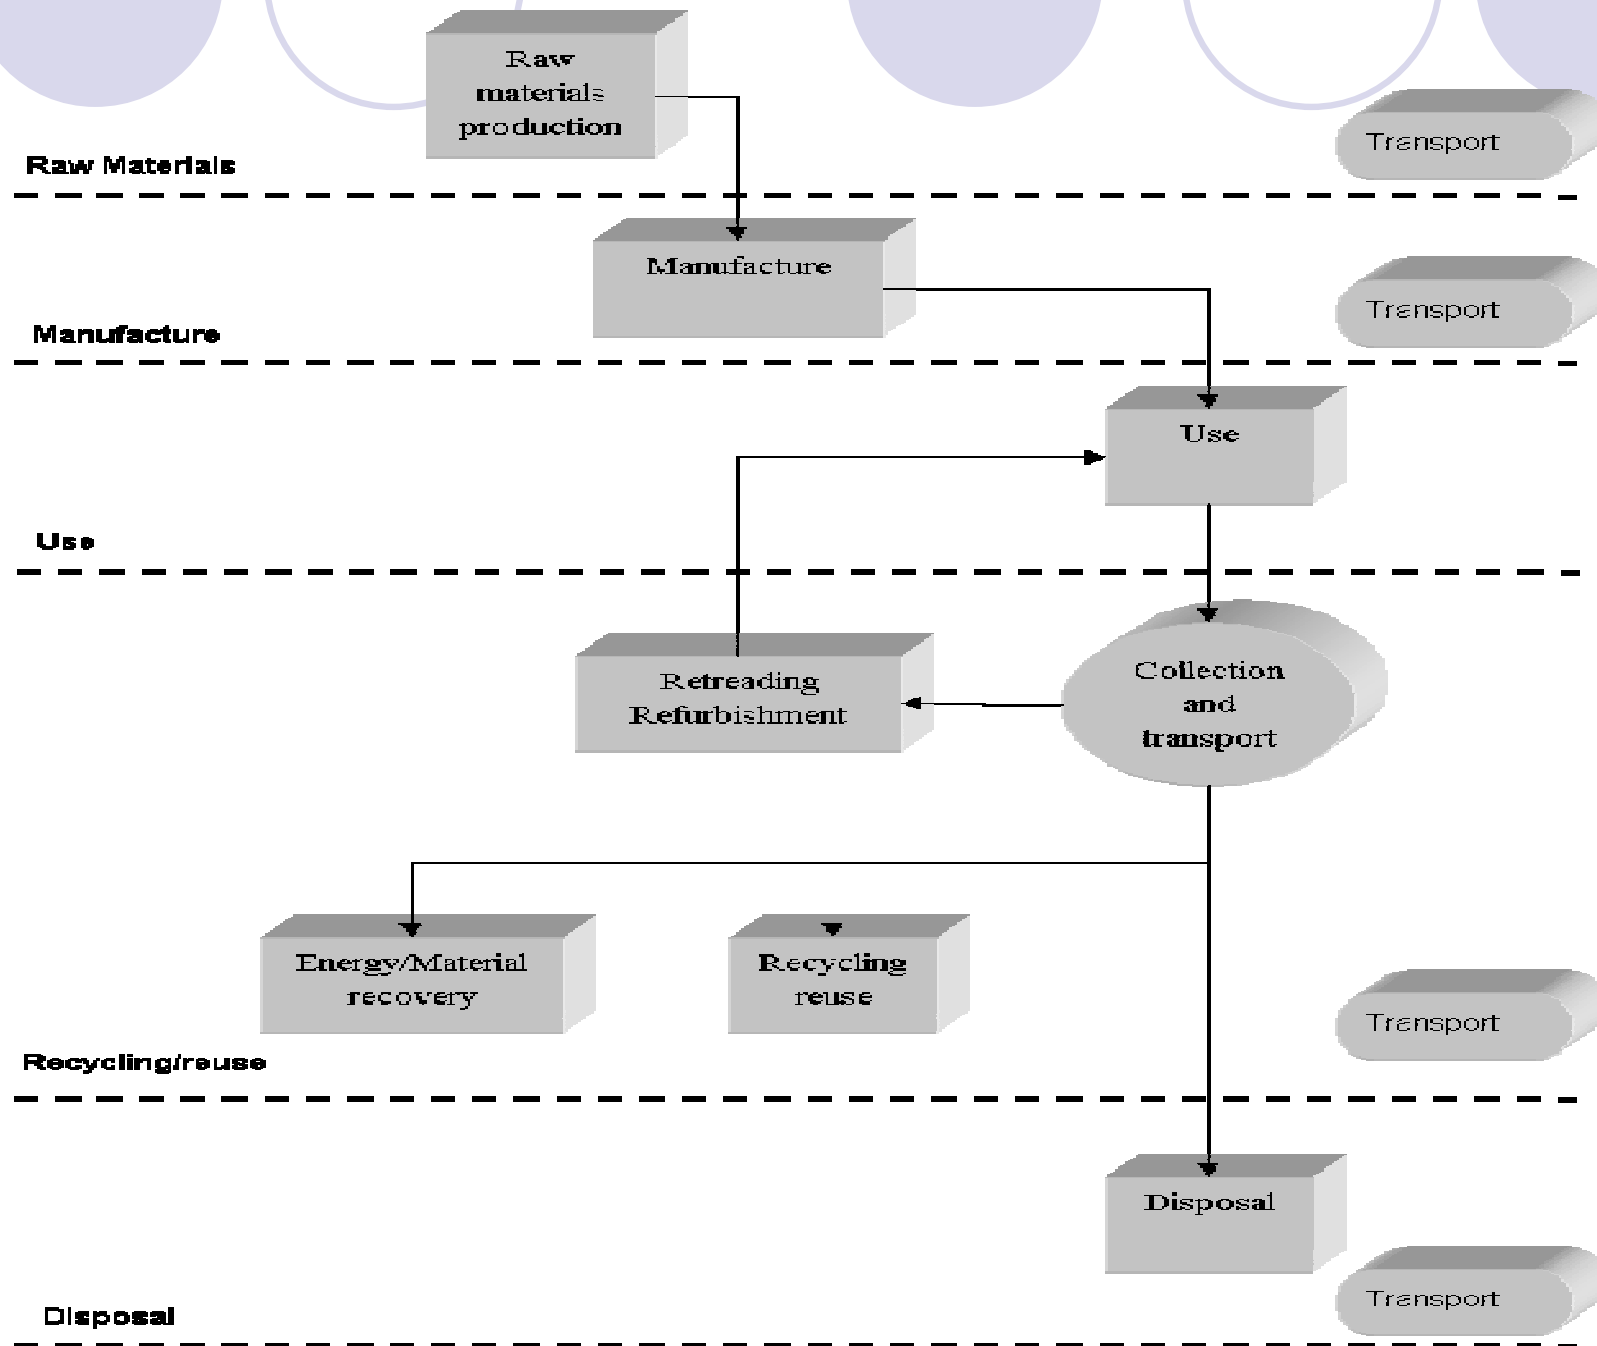 Raw
materials
production
Transport
Raw Materials
Manufacture
Transport
Manufacture
Use
Use
Retreading
Refurbishment
Collection
and
transport
Energy/Material
recovery
Recycling
reuse
Transport
Recycling/reuse
Disposal
Transport
Disposal